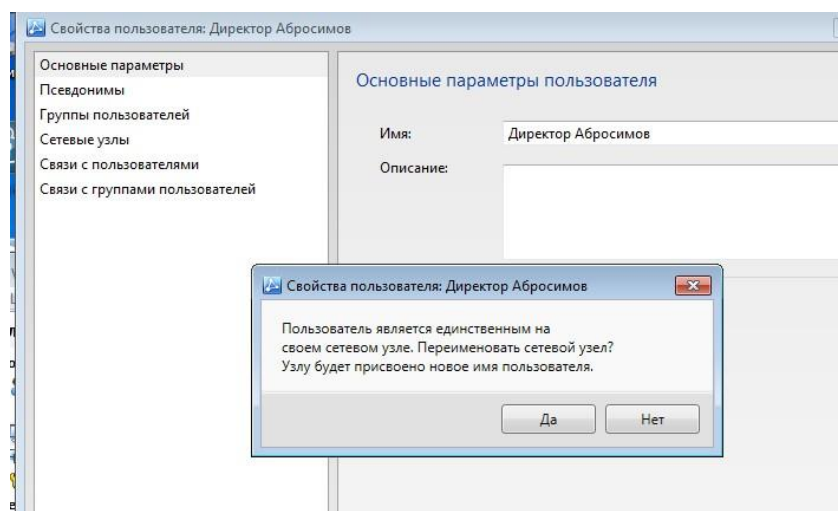 Свойства пользователя: Директор Абросимов
Основные параметры
Псевдонимы
Группы пользователей
Сетевые узлы
Связи с пользователями
Связи с группами пользователей
Основные параметры пользователя
Имя: Директор Абросимов
Описание:
Свойства пользователя: Директор Абросимов
Пользователь является единственным на
своем сетевом узле. Переименовать сетевой узел?
Узлу будет присвоено новое имя пользователя.
Да Нет